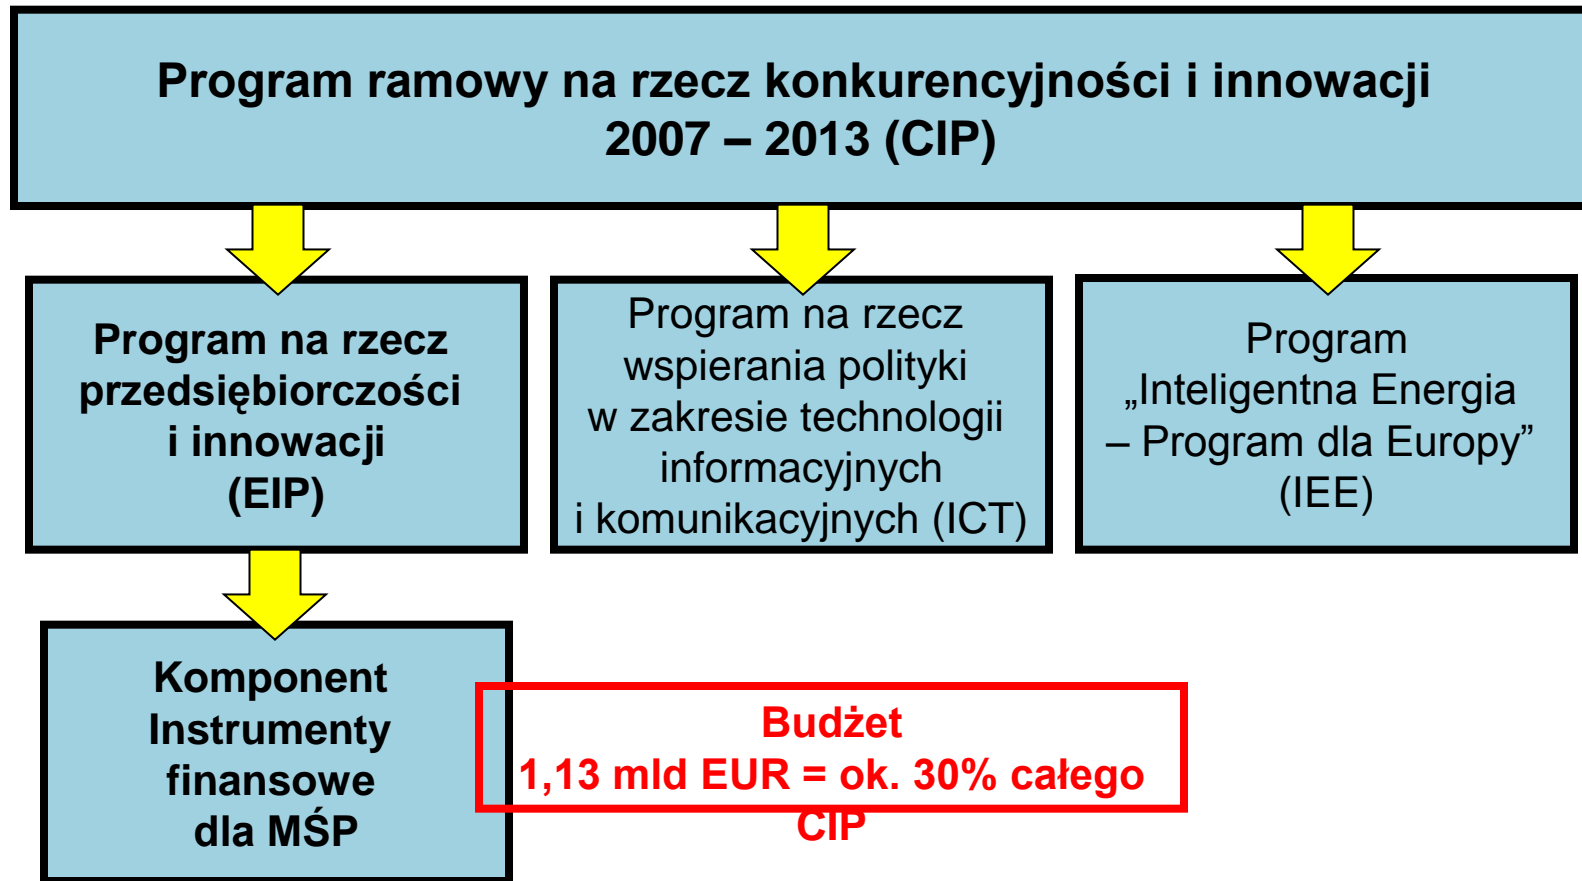 Program ramowy na rzecz konkurencyjności i innowacji
2007 – 2013 (CIP)
Program na rzecz
przedsiębiorczości
i innowacji
(EIP)
Program na rzecz
wspierania polityki
w zakresie technologii
informacyjnych
i komunikacyjnych (ICT)
Program
„Inteligentna Energia
– Program dla Europy”
(IEE)
Komponent
Instrumenty
finansowe
dla MŚP
Budżet
1,13 mld EUR = ok. 30% całego
CIP